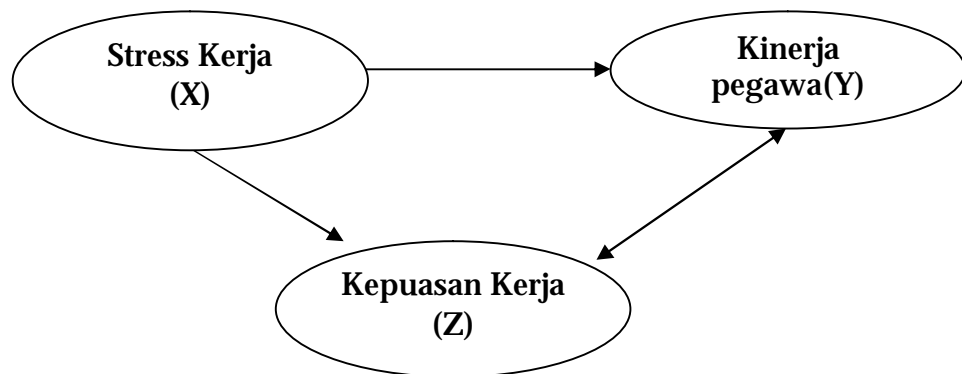 Stress Kerja
(X)
Kinerja
pegawa(Y)
Kepuasan Kerja
(Z)